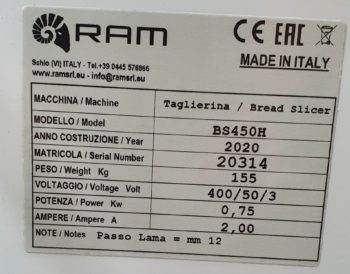 RAM
CE EAC
Schio (VI) ITALY - Tel.+39 0445 576866
www.ramsrl.eu - info@ramsrl.eu
MADE IN ITALY
MACCHINA / Machine Taglierina / Bread Slicer
MODELLO / Model BS450H
ANNO COSTRUZIONE / Year 2020
MATRICOLA / Serial Number 20314
PESO / Weight Kg 155
VOLTAGGIO / Voltage Volt 400/50/3
POTENZA / Power Kw 0,75
AMPERE / Ampere A 2,00
NOTE / Notes Passo Lama = mm 12